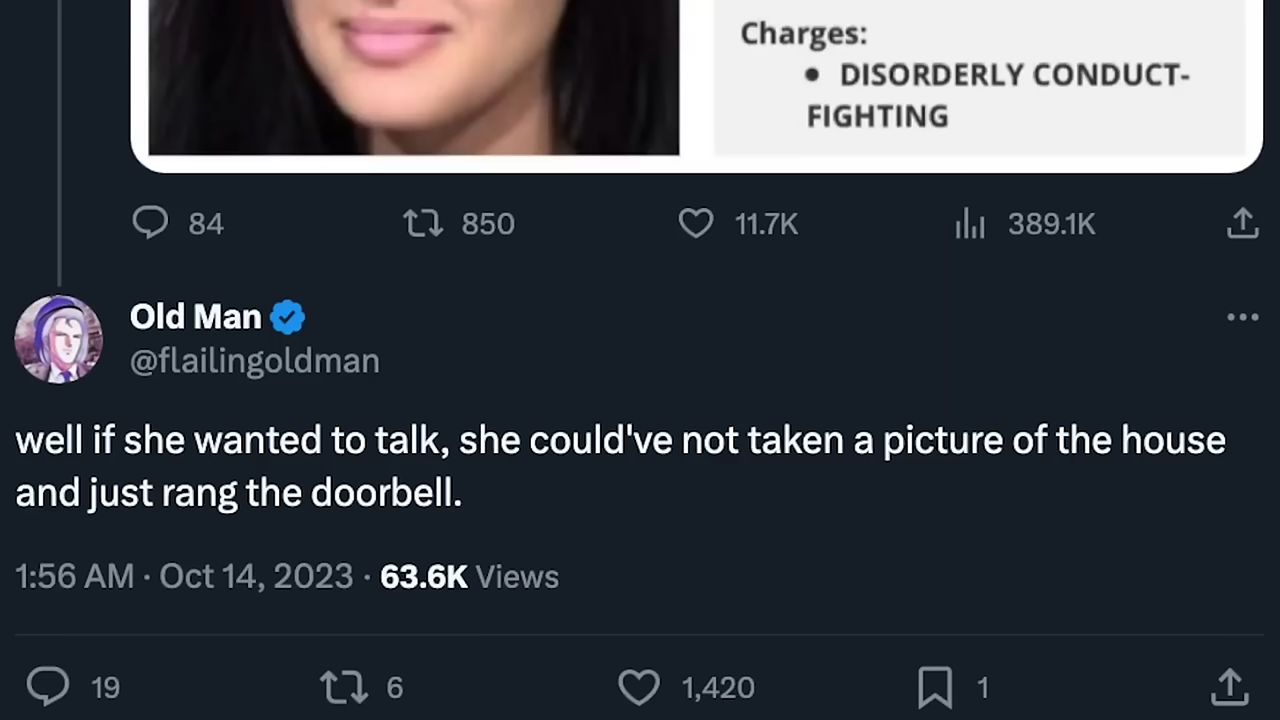 Charges:
• DISORDERLY CONDUCT-
FIGHTING
84 850 11.7K 389.1K
Old Man
@flailingoldman
well if she wanted to talk, she could've not taken a picture of the house
and just rang the doorbell.
1:56 AM · Oct 14, 2023 · 63.6K Views
19 6 1,420 1